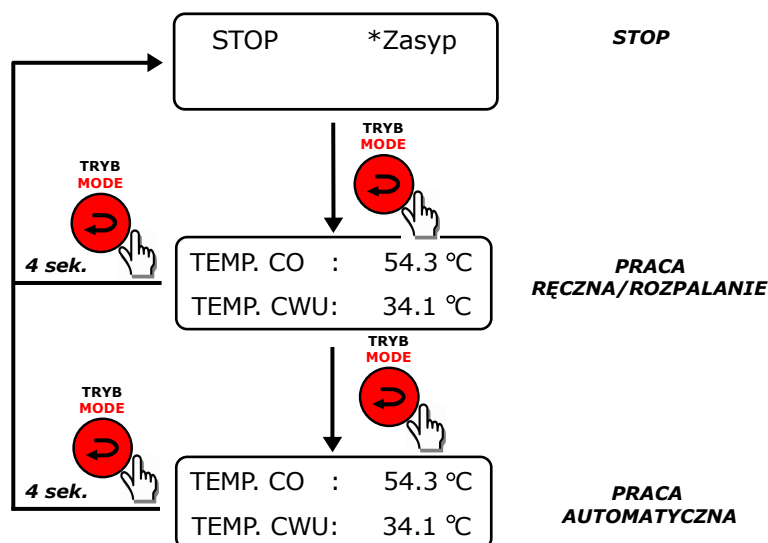 STOP *Zasyp
STOP
TRYB
MODE
TRYB
MODE
4 sek.
TEMP. CO : 54.3 °C
TEMP. CWU: 34.1 °C
PRACA
RĘCZNA/ROZPALANIE
TRYB
MODE
TRYB
MODE
4 sek.
TEMP. CO : 54.3 °C
TEMP. CWU: 34.1 °C
PRACA
AUTOMATYCZNA